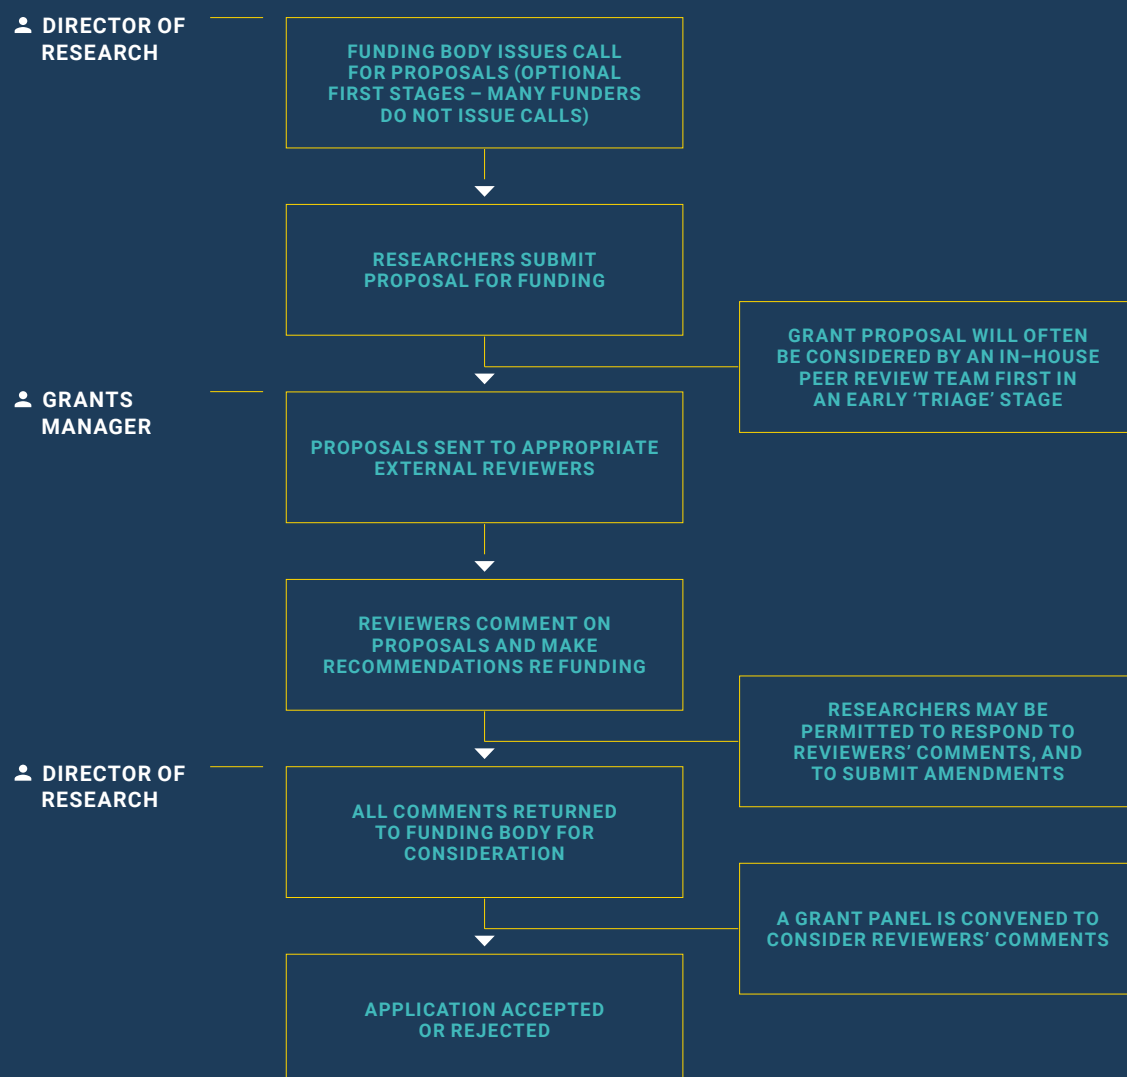 DIRECTOR OF
RESEARCH
FUNDING BODY ISSUES CALL
FOR PROPOSALS (OPTIONAL
FIRST STAGES – MANY FUNDERS
DO NOT ISSUE CALLS)
RESEARCHERS SUBMIT
PROPOSAL FOR FUNDING
GRANT PROPOSAL WILL OFTEN
BE CONSIDERED BY AN IN–HOUSE
PEER REVIEW TEAM FIRST IN
AN EARLY ‘TRIAGE’ STAGE
GRANTS
MANAGER
PROPOSALS SENT TO APPROPRIATE
EXTERNAL REVIEWERS
REVIEWERS COMMENT ON
PROPOSALS AND MAKE
RECOMMENDATIONS RE FUNDING
RESEARCHERS MAY BE
PERMITTED TO RESPOND TO
REVIEWERS’ COMMENTS, AND
TO SUBMIT AMENDMENTS
DIRECTOR OF
RESEARCH
ALL COMMENTS RETURNED
TO FUNDING BODY FOR
CONSIDERATION
A GRANT PANEL IS CONVENED TO
CONSIDER REVIEWERS’ COMMENTS
APPLICATION ACCEPTED
OR REJECTED